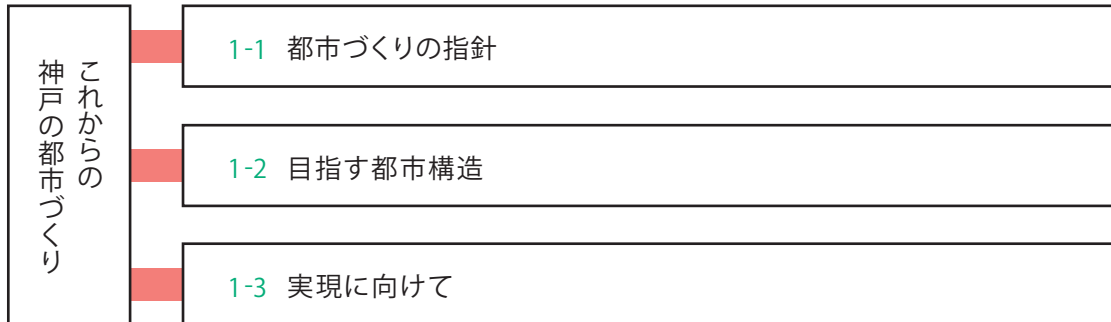 これからの
神戸の都市づくり
1-1 都市づくりの指針
1-2 目指す都市構造
1-3 実現に向けて